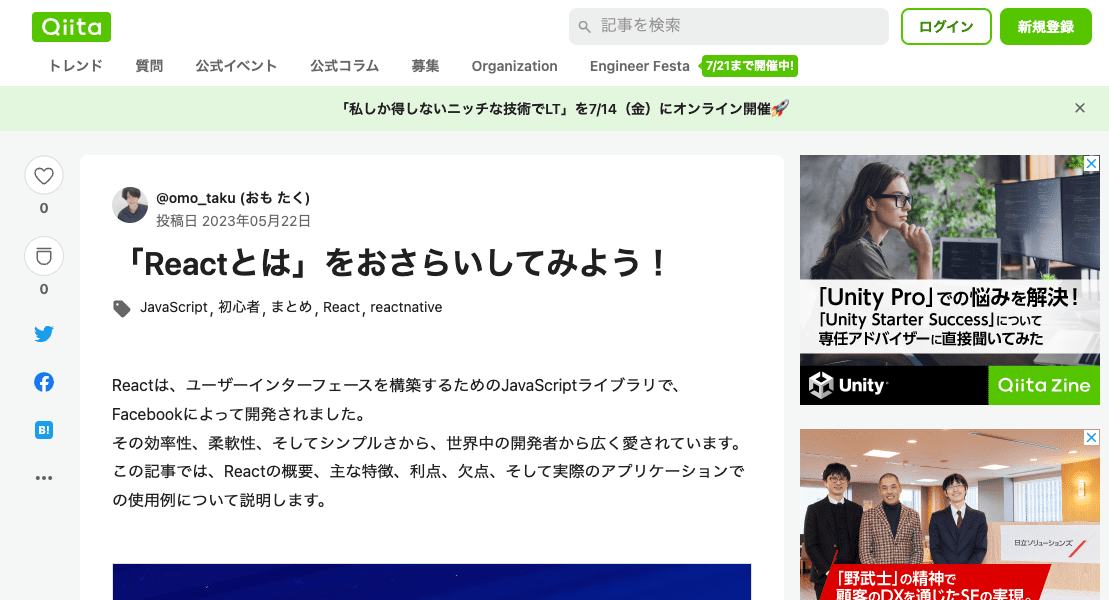 Qiita
記事を検索
ログイン
新規登録
トレンド 質問 公式イベント 公式コラム 募集 Organization Engineer Festa 7/21まで開催中!
「私しか得しないニッチな技術でLT」を7/14（金）にオンライン開催🚀
@omo_taku (おも たく)
投稿日 2023年05月22日
「Reactとは」をおさらいしてみよう！
JavaScript, 初心者, まとめ, React, reactnative
0
0
B!
Reactは、ユーザーインターフェースを構築するためのJavaScriptライブラリで、
Facebookによって開発されました。
その効率性、柔軟性、そしてシンプルさから、世界中の開発者から広く愛されています。
この記事では、Reactの概要、主な特徴、利点、欠点、そして実際のアプリケーションで
の使用例について説明します。
「Unity Pro」での悩みを解決！
「Unity Starter Success」について
専任アドバイザーに直接聞いてみた
Unity
Qiita Zine
日立ソリューションズ
「野武士」の精神で
顧客のDXを通じたSEの実現。